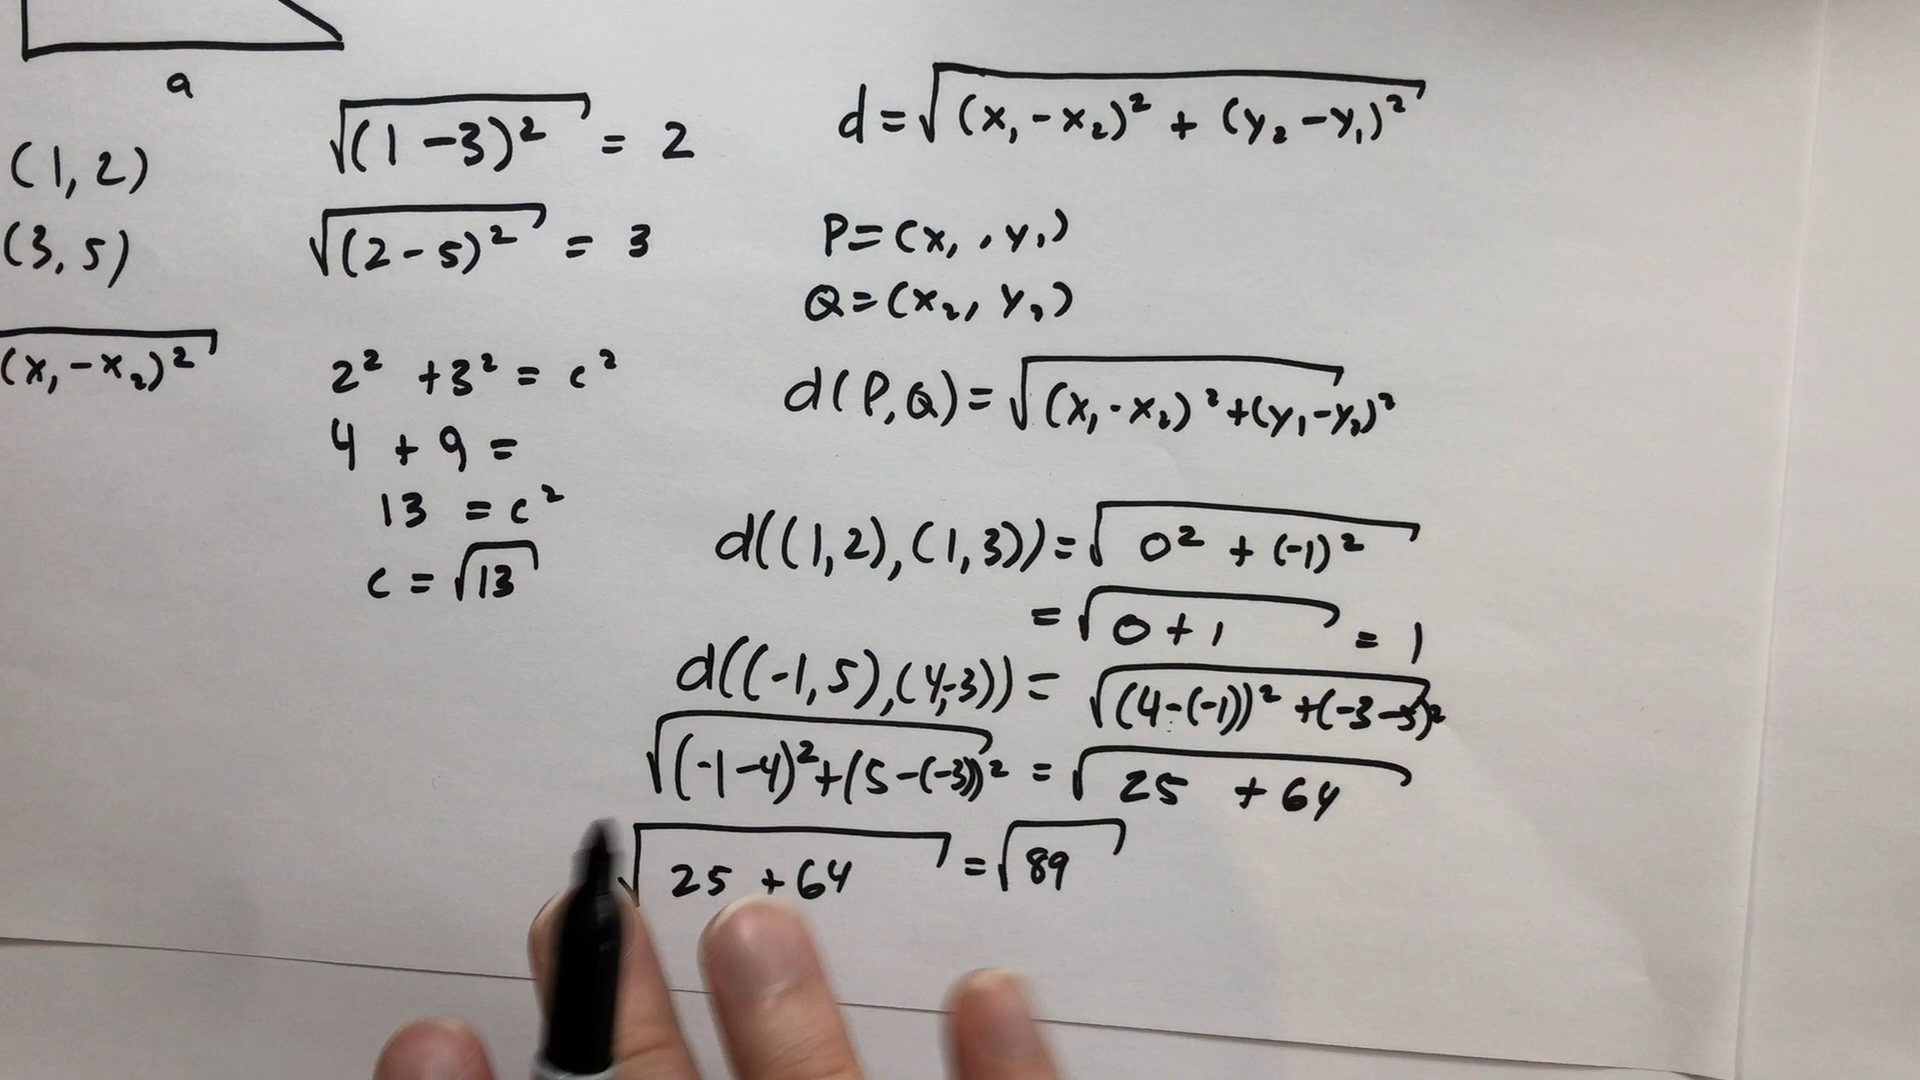 a
(1,2)
(3,5)
(x₁-x₂)²
√(1-3)² = 2
√(2-5)² = 3
2² + 3² = c²
4 + 9 =
13 = c²
c = √13
d = √(x₁-x₂)² + (y₂-y₁)²
P=(x₁,y₁)
Q=(x₂,y₂)
d(P,Q) = √(x₁-x₂)²+(y₁-y₂)²
d((1,2),(1,3)) = √0² + (-1)²
= √0+1 = 1
d((-1,5),(4,-3)) = √(4-(-1))² +(-3-5)²
√(-1-4)²+(5-(-3))² = √25 + 64
√25 + 64 = √89